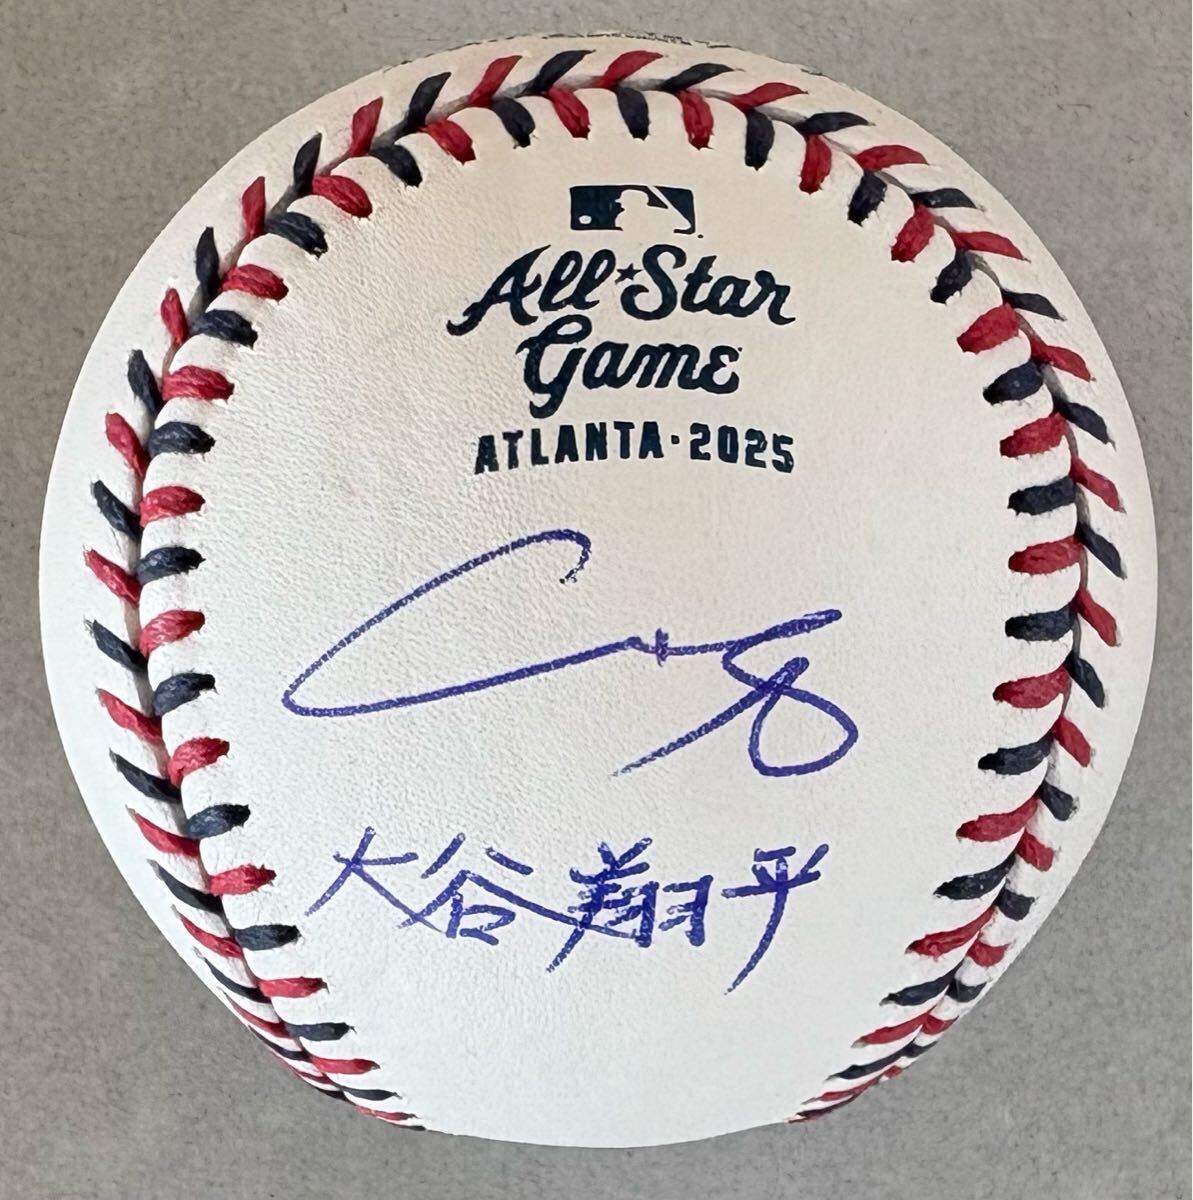 All★Star
Game
ATLANTA · 2025
大谷翔平